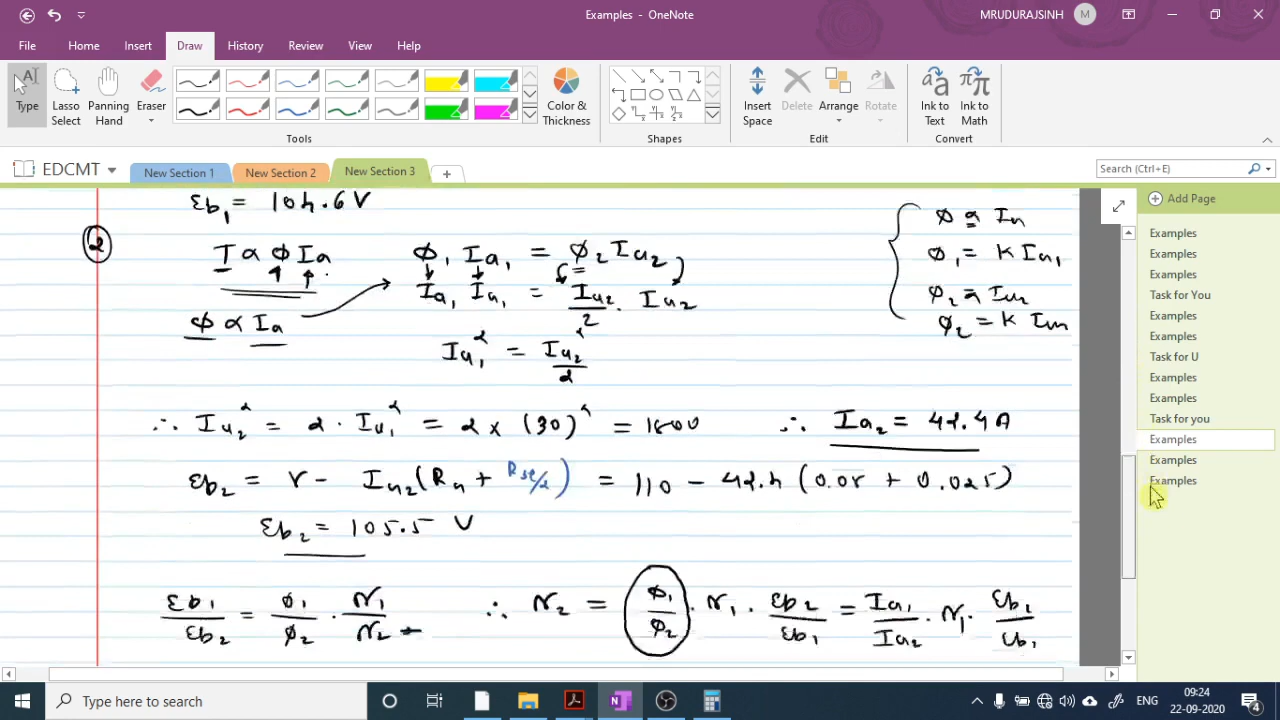 Examples - OneNote
MRUDURAJSINH M
File Home Insert Draw History Review View Help
Type Lasso Select Panning Hand Eraser Color & Thickness Insert Space Delete Arrange Rotate Ink to Text Ink to Math
Tools Shapes Edit Convert
EDCMT New Section 1 New Section 2 New Section 3 + Search (Ctrl+E)
Add Page
Examples
Examples
Examples
Task for You
Examples
Examples
Task for U
Examples
Examples
Task for you
Examples
Examples
Examples
Eb₁ = 104.6 V
② T ∝ ϕ Ia ϕ₁ Ia₁ = ϕ₂ Ia₂
Ia₁ Ia₁ = Ia₂/2 . Ia₂
ϕ ∝ Ia
Ia₁² = Ia₂²/2
ϕ ∝ Ia
ϕ₁ = K Ia₁
ϕ₂ ∝ Ia
ϕ₂ = K Ia
∴ Ia₂² = 2 · Ia₁² = 2 × (30)² = 1800 ∴ Ia₂ = 42.4 A
Eb₂ = V - Ia₂ (Ra + Rse/2) = 110 - 42.4 (0.08 + 0.025)
Eb₂ = 105.5 V
Eb₁/Eb₂ = ϕ₁/ϕ₂ · N₁/N₂ ∴ N₂ = ϕ₁/ϕ₂ · N₁ · Eb₂/Eb₁ = Ia₁/Ia₂ · N₁ · Eb₂/Eb₁
Type here to search
ENG 09:24 22-09-2020 4